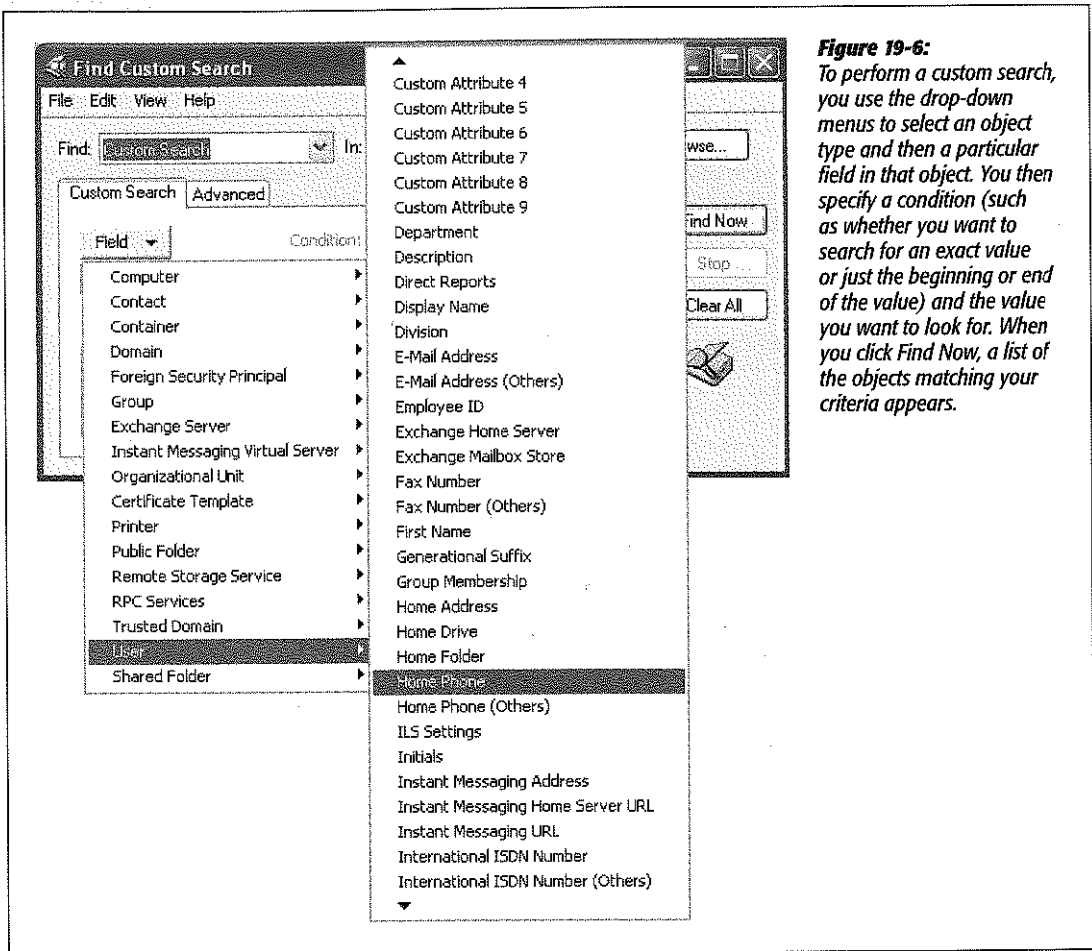 Find Custom Search
File Edit View Help
Find: Custom Search In:
wse...
Custom Search Advanced
Find Now
Field Condition:
Stop
Clear All
Computer
Contact
Container
Domain
Foreign Security Principal
Group
Exchange Server
Instant Messaging Virtual Server
Organizational Unit
Certificate Template
Printer
Public Folder
Remote Storage Service
RPC Services
Trusted Domain
User
Shared Folder
Custom Attribute 4
Custom Attribute 5
Custom Attribute 6
Custom Attribute 7
Custom Attribute 8
Custom Attribute 9
Department
Description
Direct Reports
Display Name
Division
E-Mail Address
E-Mail Address (Others)
Employee ID
Exchange Home Server
Exchange Mailbox Store
Fax Number
Fax Number (Others)
First Name
Generational Suffix
Group Membership
Home Address
Home Drive
Home Folder
Home Phone
Home Phone (Others)
ILS Settings
Initials
Instant Messaging Address
Instant Messaging Home Server URL
Instant Messaging URL
International ISDN Number
International ISDN Number (Others)
Figure 19-6:
To perform a custom search,
you use the drop-down
menus to select an object
type and then a particular
field in that object. You then
specify a condition (such
as whether you want to
search for an exact value
or just the beginning or end
of the value) and the value
you want to look for. When
you click Find Now, a list of
the objects matching your
criteria appears.